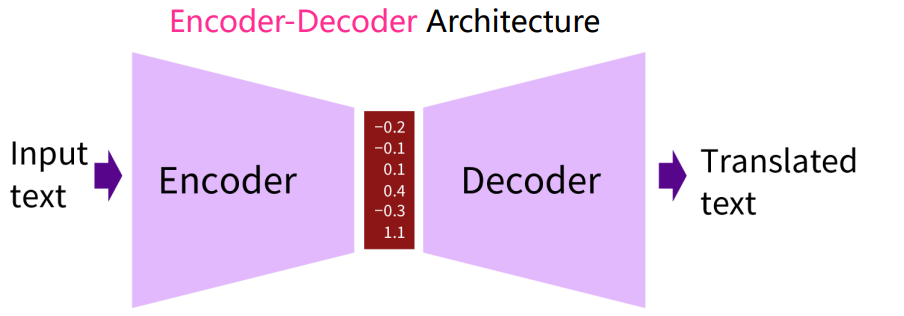 Encoder-Decoder Architecture
Input
text
Encoder
−0.2
−0.1
0.1
0.4
−0.3
1.1
Decoder
Translated
text